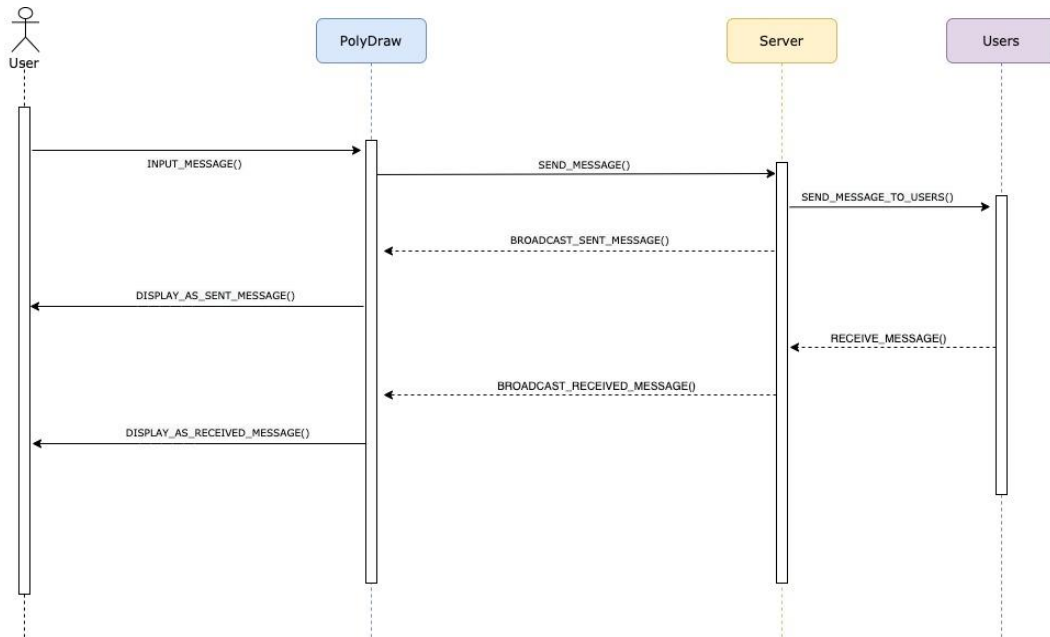 PolyDraw
Server
Users
User
INPUT_MESSAGE()
SEND_MESSAGE()
SEND_MESSAGE_TO_USERS()
BROADCAST_SENT_MESSAGE()
DISPLAY_AS_SENT_MESSAGE()
RECEIVE_MESSAGE()
BROADCAST_RECEIVED_MESSAGE()
DISPLAY_AS_RECEIVED_MESSAGE()